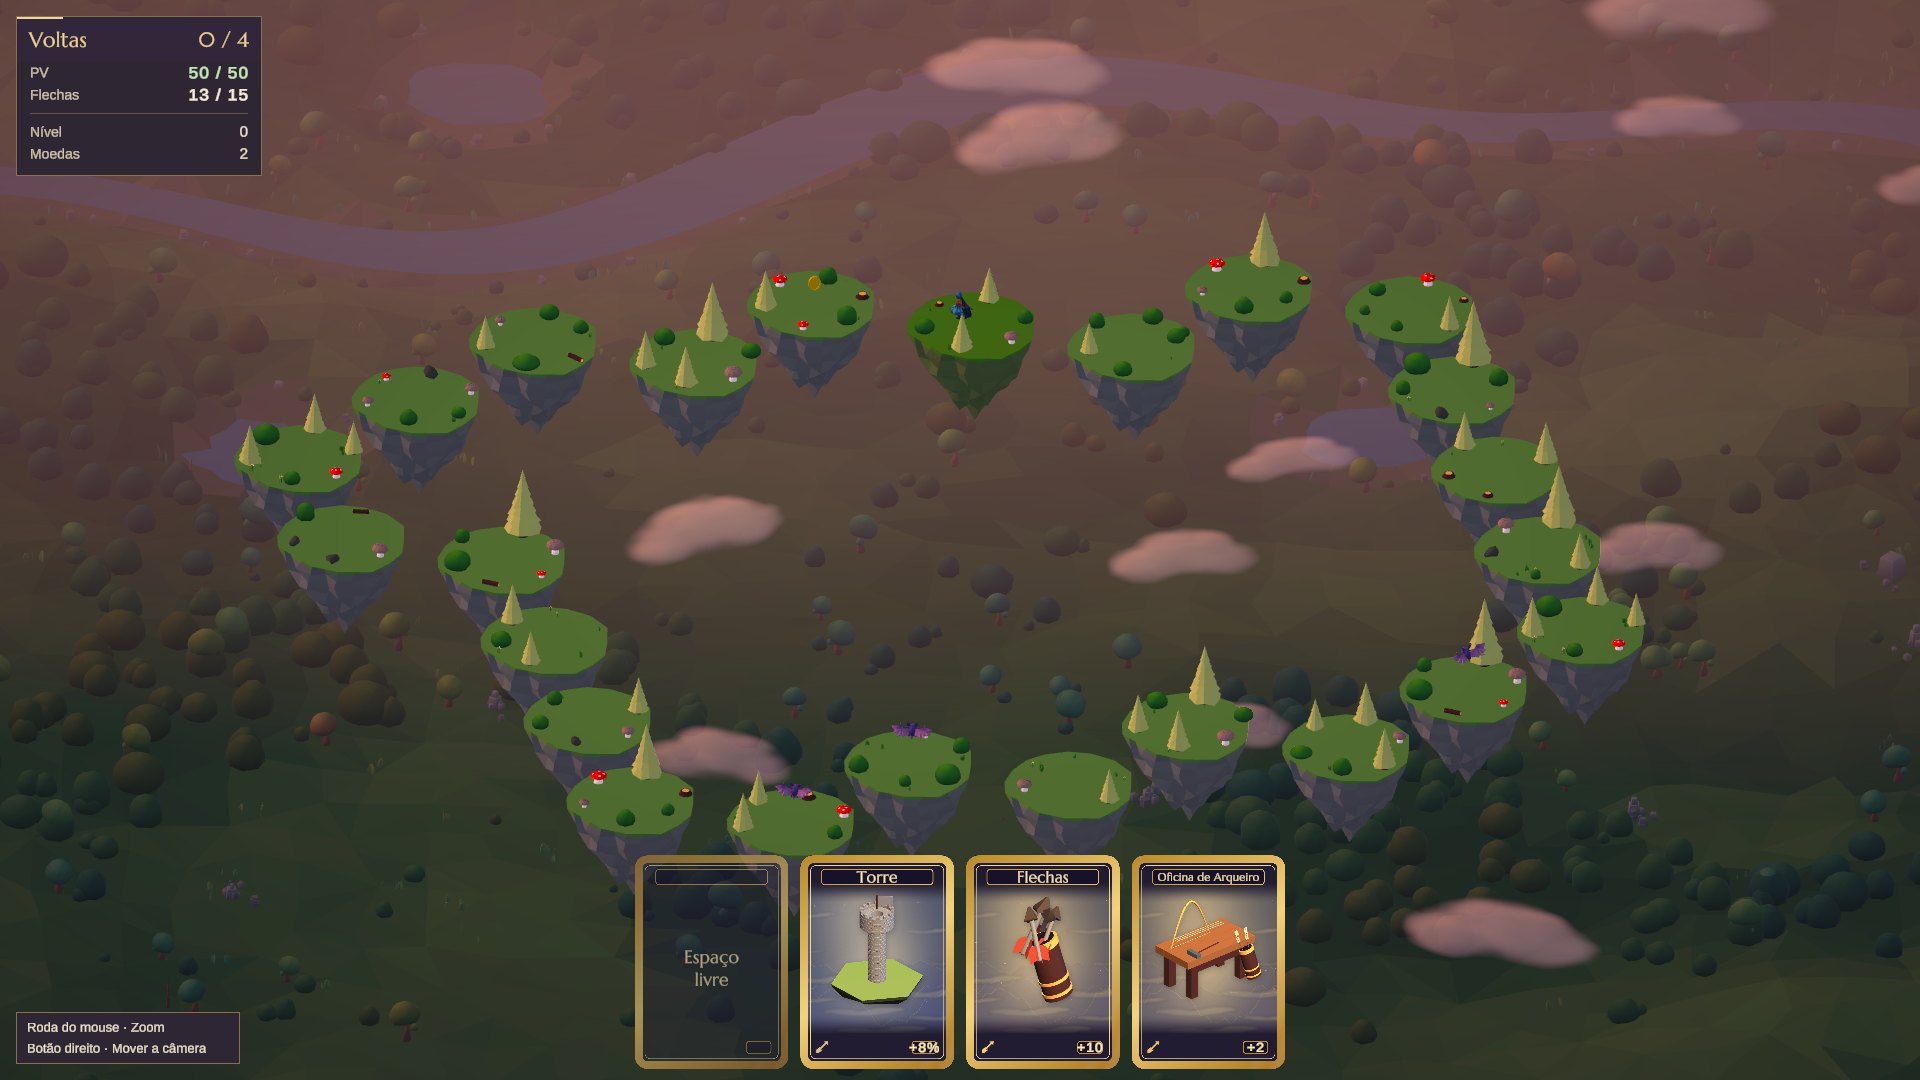 Voltas 0 / 4
PV 50 / 50
Flechas 13 / 15
Nível 0
Moedas 2
Espaço
livre
Torre
+8%
Flechas
+10
Oficina de Arqueiro
+2
Roda do mouse · Zoom
Botão direito · Mover a câmera